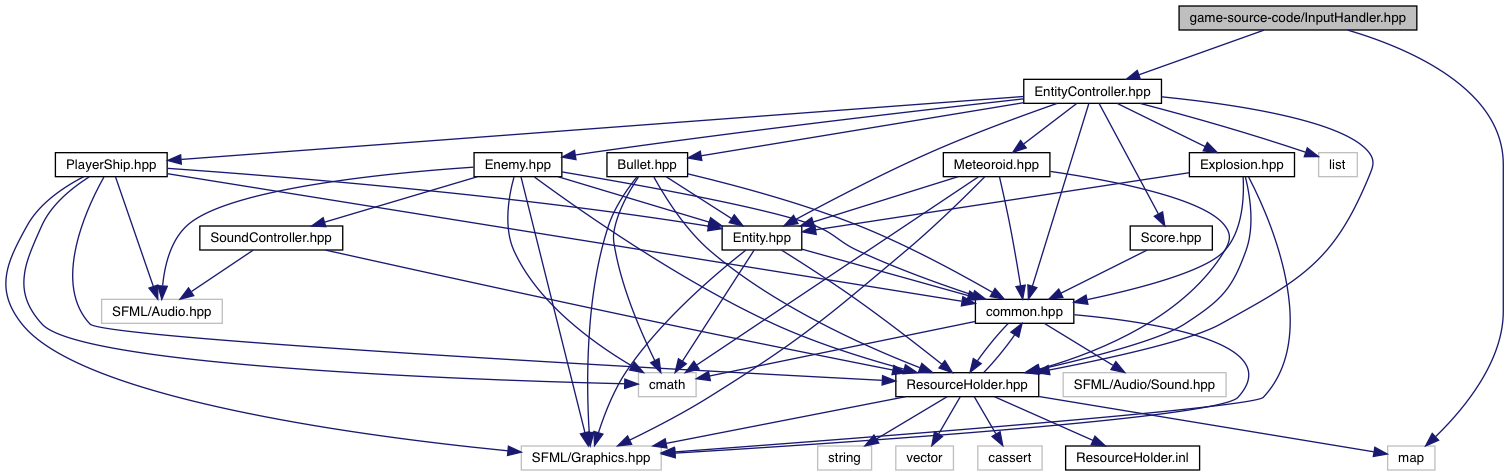 game-source-code/InputHandler.hpp
EntityController.hpp
PlayerShip.hpp
Enemy.hpp
Bullet.hpp
Meteoroid.hpp
Explosion.hpp
list
SoundController.hpp
Entity.hpp
Score.hpp
SFML/Audio.hpp
common.hpp
cmath
ResourceHolder.hpp
SFML/Audio/Sound.hpp
SFML/Graphics.hpp
string
vector
cassert
ResourceHolder.inl
map